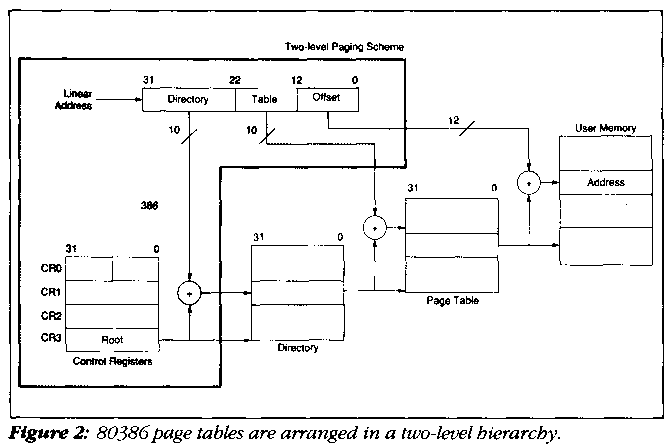 Two-level Paging Scheme
31 22 12 0
Linear
Address
Directory Table Offset
10 10 12
User Memory
Address
386
31 0
31 0
31 0
CR0
CR1
CR2
CR3 Root
Control Registers
Directory
Page Table
Figure 2: 80386 page tables are arranged in a two-level hierarchy.